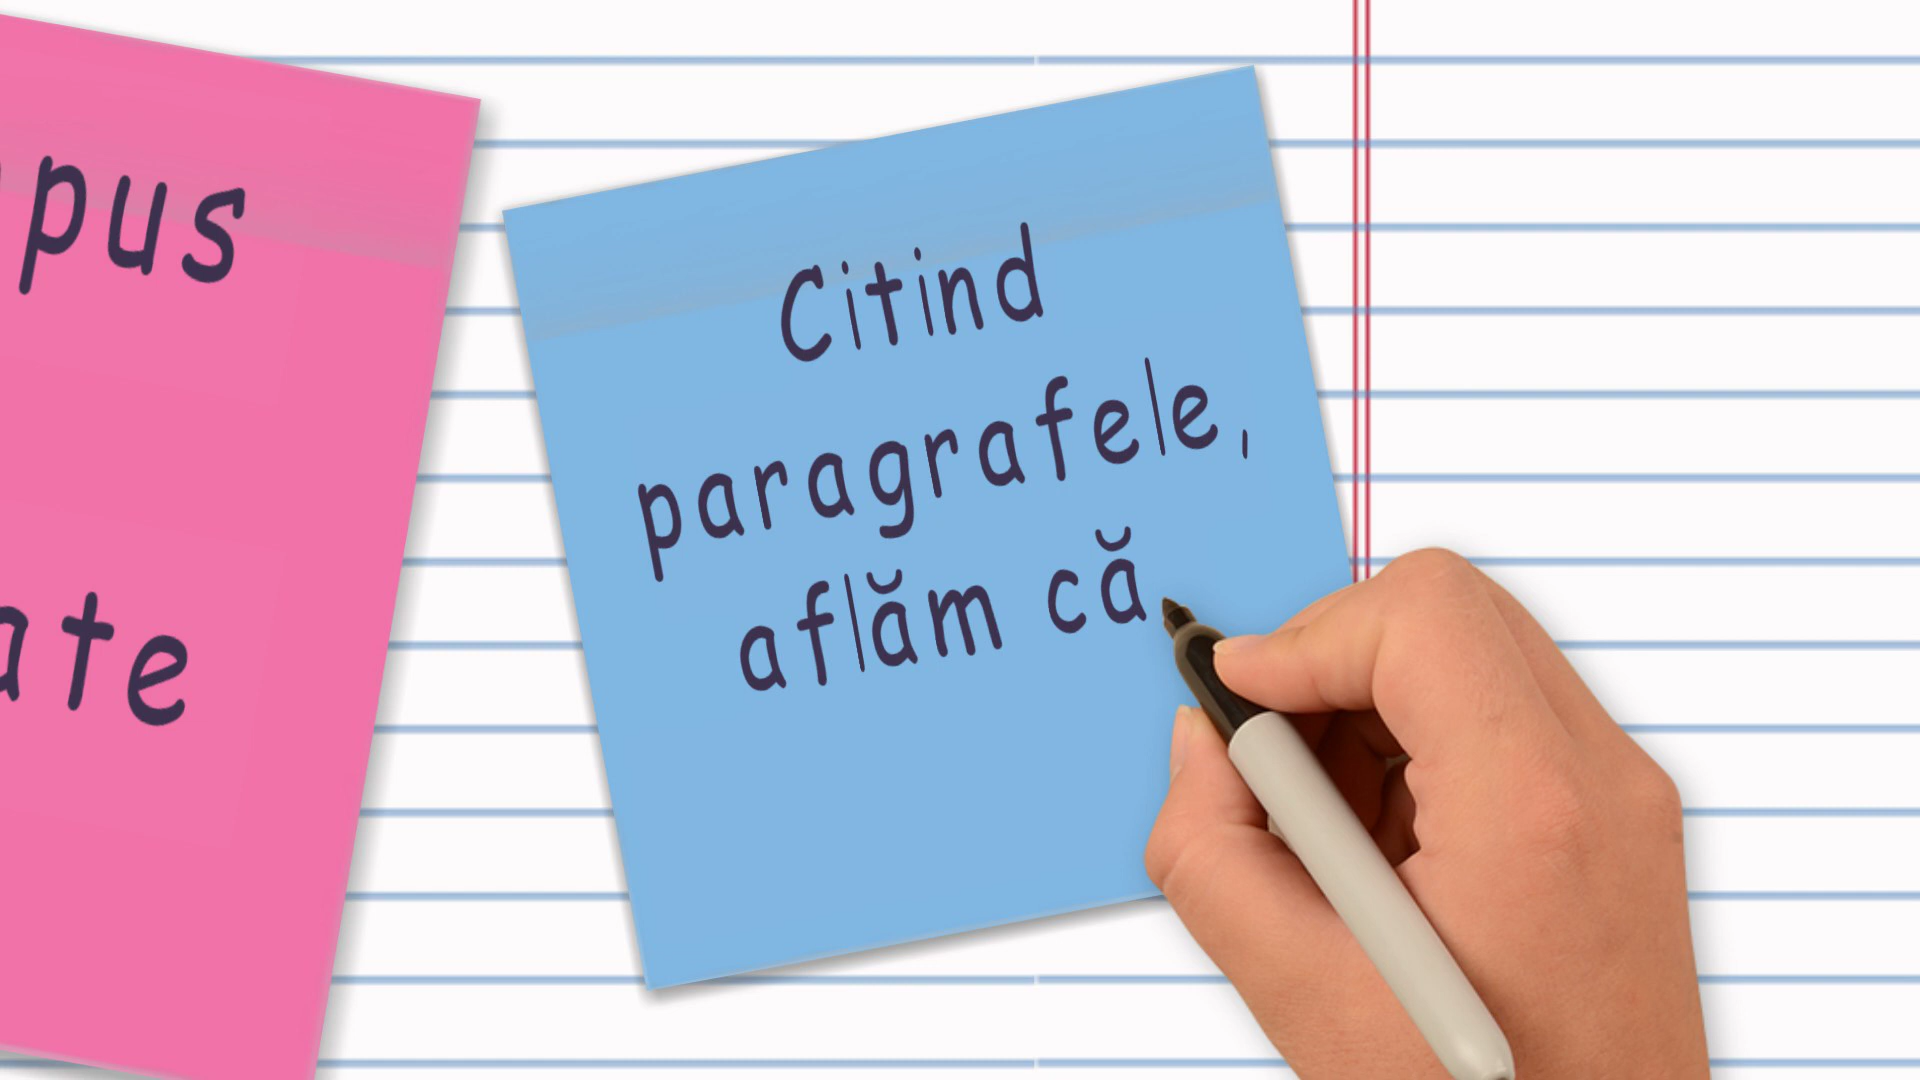 pus
ate
Citind
paragrafele,
aflăm că